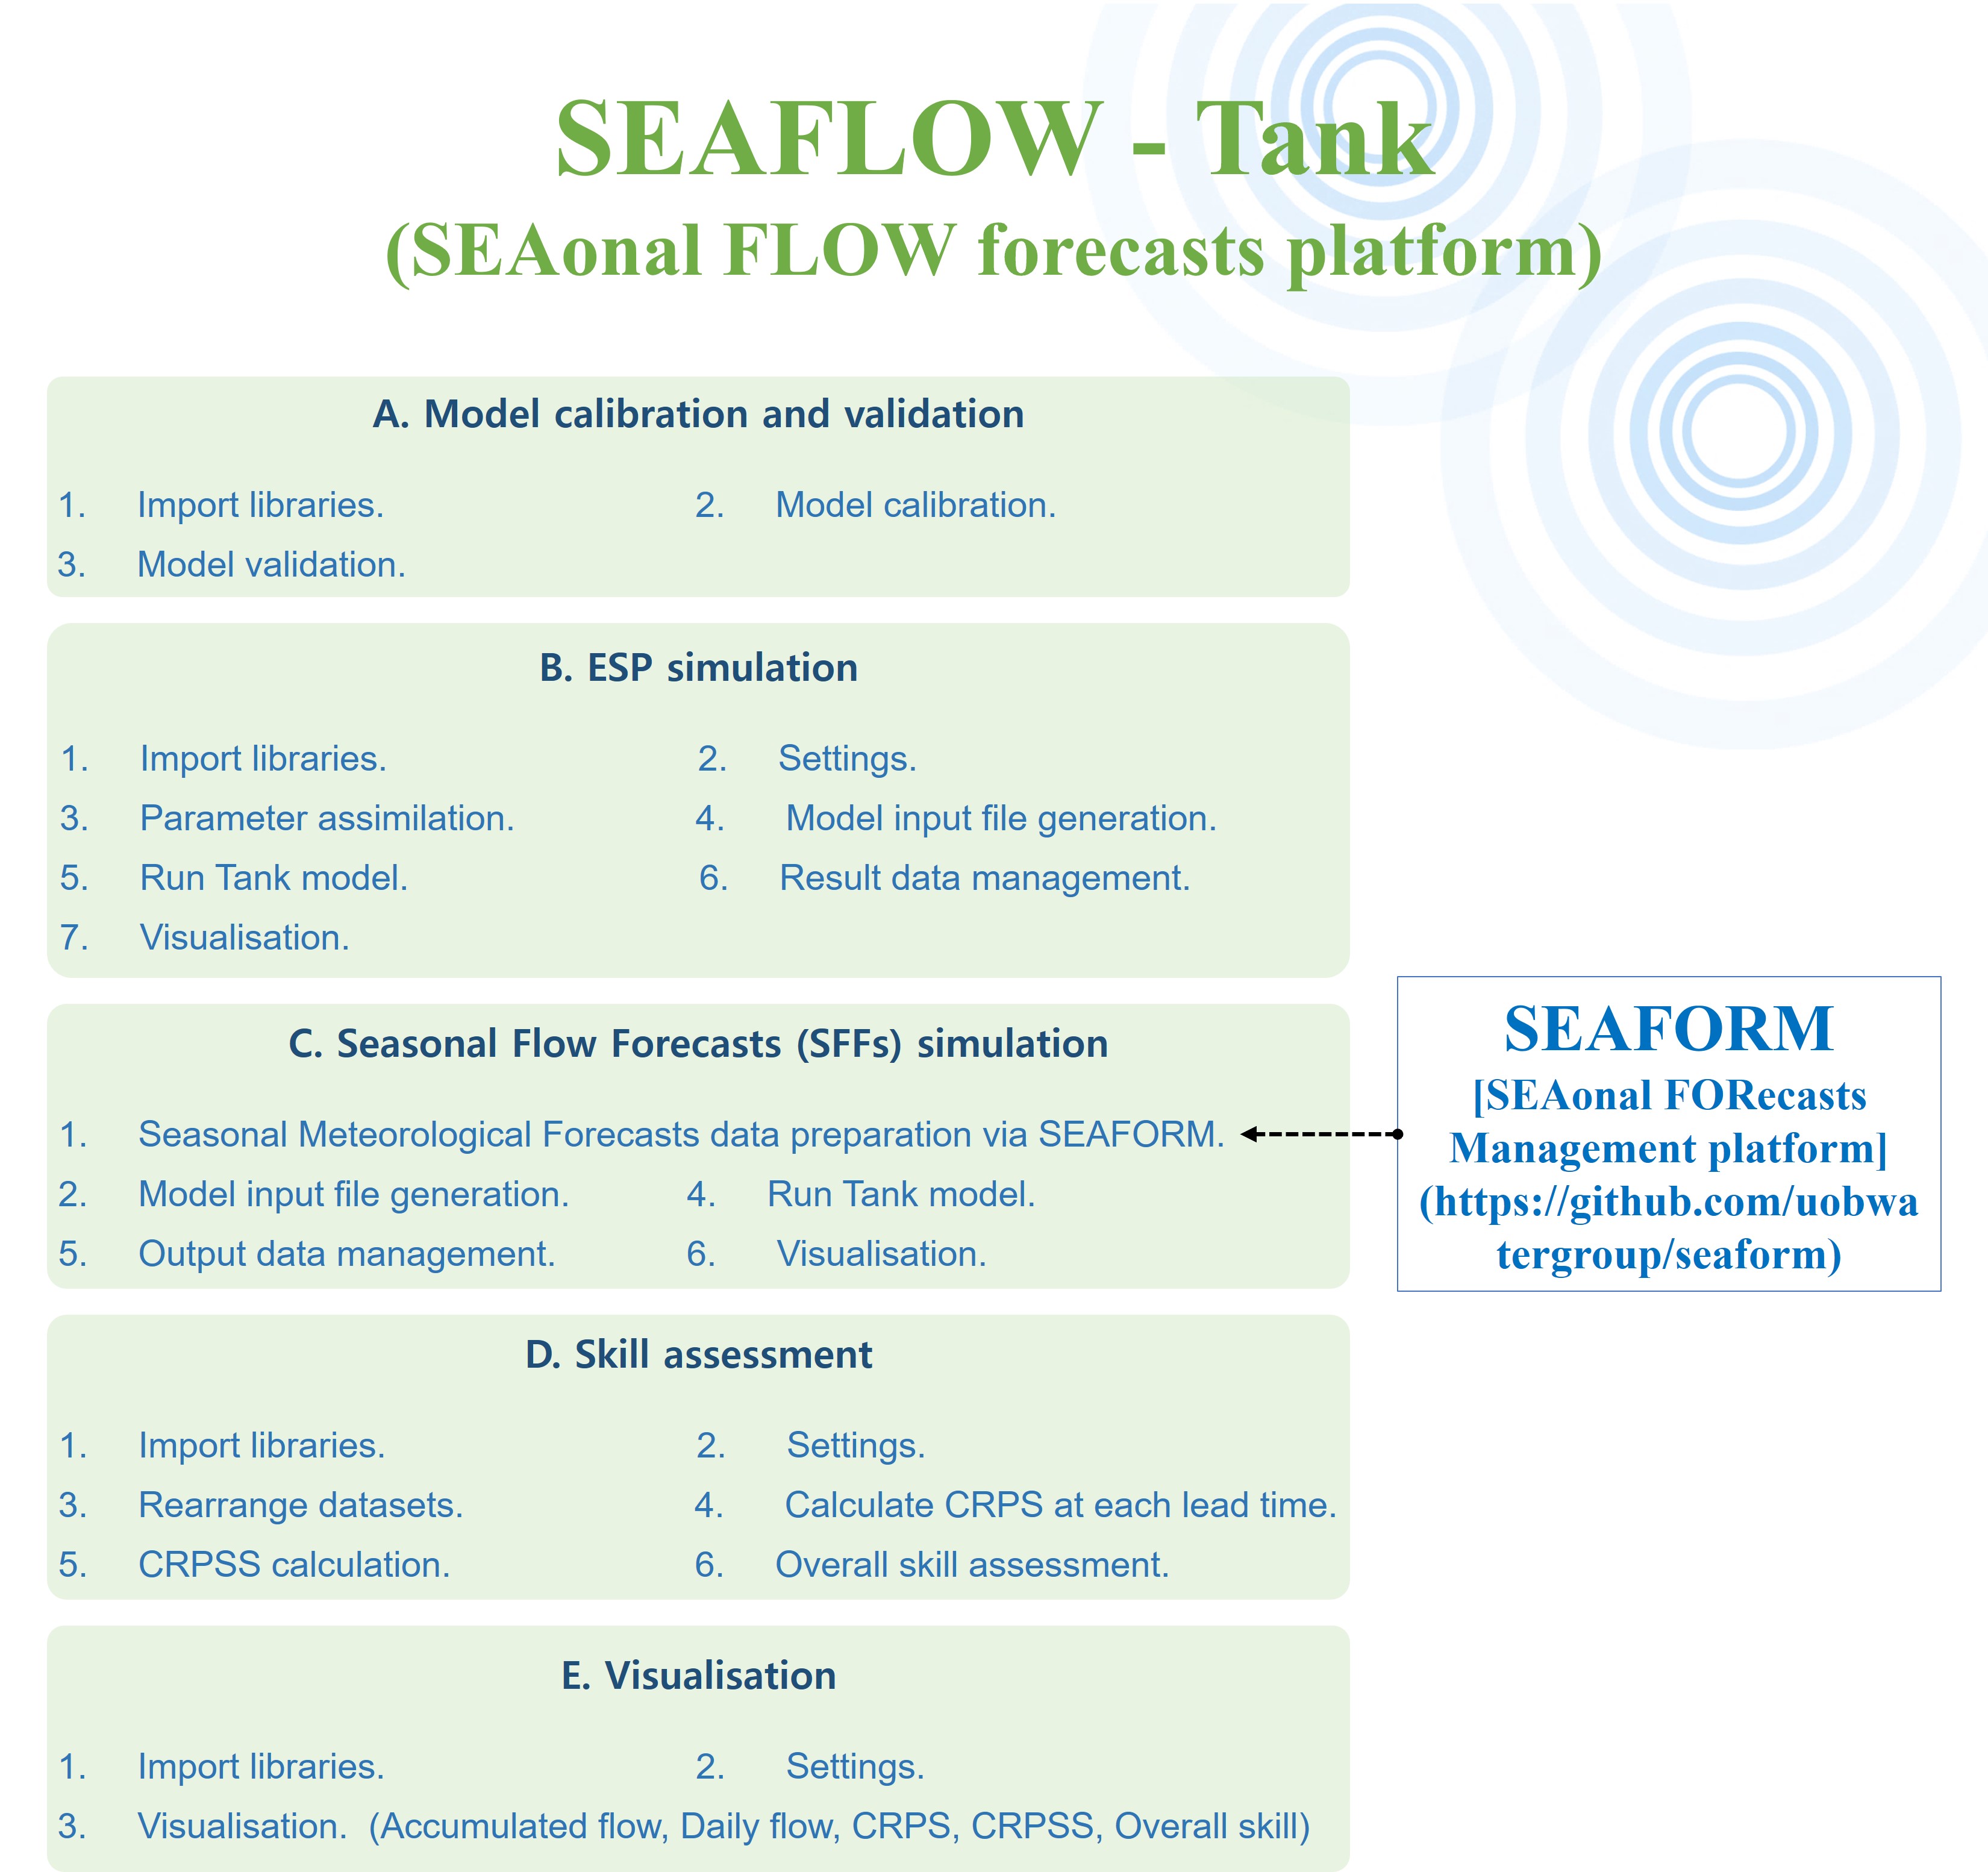 SEAFLOW - Tank
(SEAonal FLOW forecasts platform)
A. Model calibration and validation
1. Import libraries. 2. Model calibration.
3. Model validation.
B. ESP simulation
1. Import libraries. 2. Settings.
3. Parameter assimilation. 4. Model input file generation.
5. Run Tank model. 6. Result data management.
7. Visualisation.
C. Seasonal Flow Forecasts (SFFs) simulation
1. Seasonal Meteorological Forecasts data preparation via SEAFORM.
2. Model input file generation. 4. Run Tank model.
5. Output data management. 6. Visualisation.
SEAFORM
[SEAonal FORecasts
Management platform]
(https://github.com/uobwa
tergroup/seaform)
D. Skill assessment
1. Import libraries. 2. Settings.
3. Rearrange datasets. 4. Calculate CRPS at each lead time.
5. CRPSS calculation. 6. Overall skill assessment.
E. Visualisation
1. Import libraries. 2. Settings.
3. Visualisation. (Accumulated flow, Daily flow, CRPS, CRPSS, Overall skill)